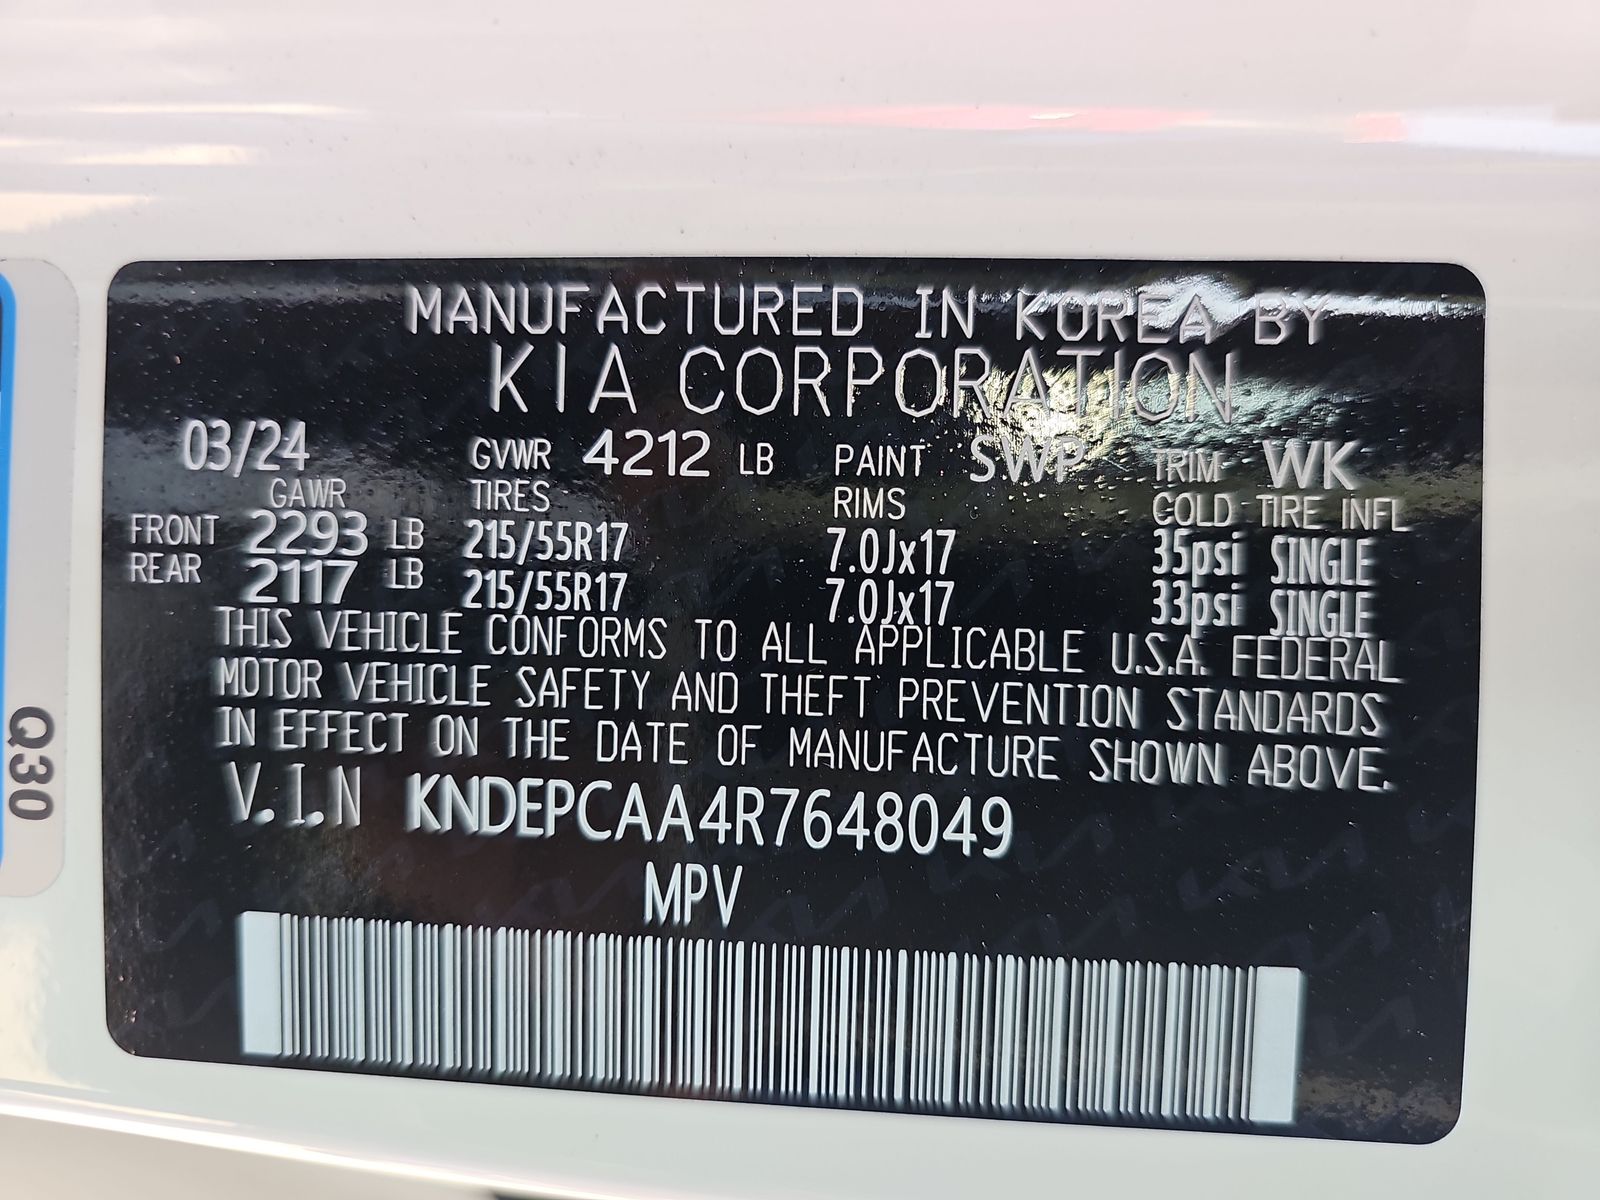 MANUFACTURED IN KOREA BY
KIA CORPORATION
03/24 GVWR 4212 LB PAINT SWP TRIM WK
GAWR TIRES RIMS COLD TIRE INFL
FRONT 2293 LB 215/55R17 7.0Jx17 35psi SINGLE
REAR 2117 LB 215/55R17 7.0Jx17 33psi SINGLE
THIS VEHICLE CONFORMS TO ALL APPLICABLE U.S.A. FEDERAL
MOTOR VEHICLE SAFETY AND THEFT PREVENTION STANDARDS
IN EFFECT ON THE DATE OF MANUFACTURE SHOWN ABOVE.
V.I.N KNDEPCAA4R7648049
MPV
Q30